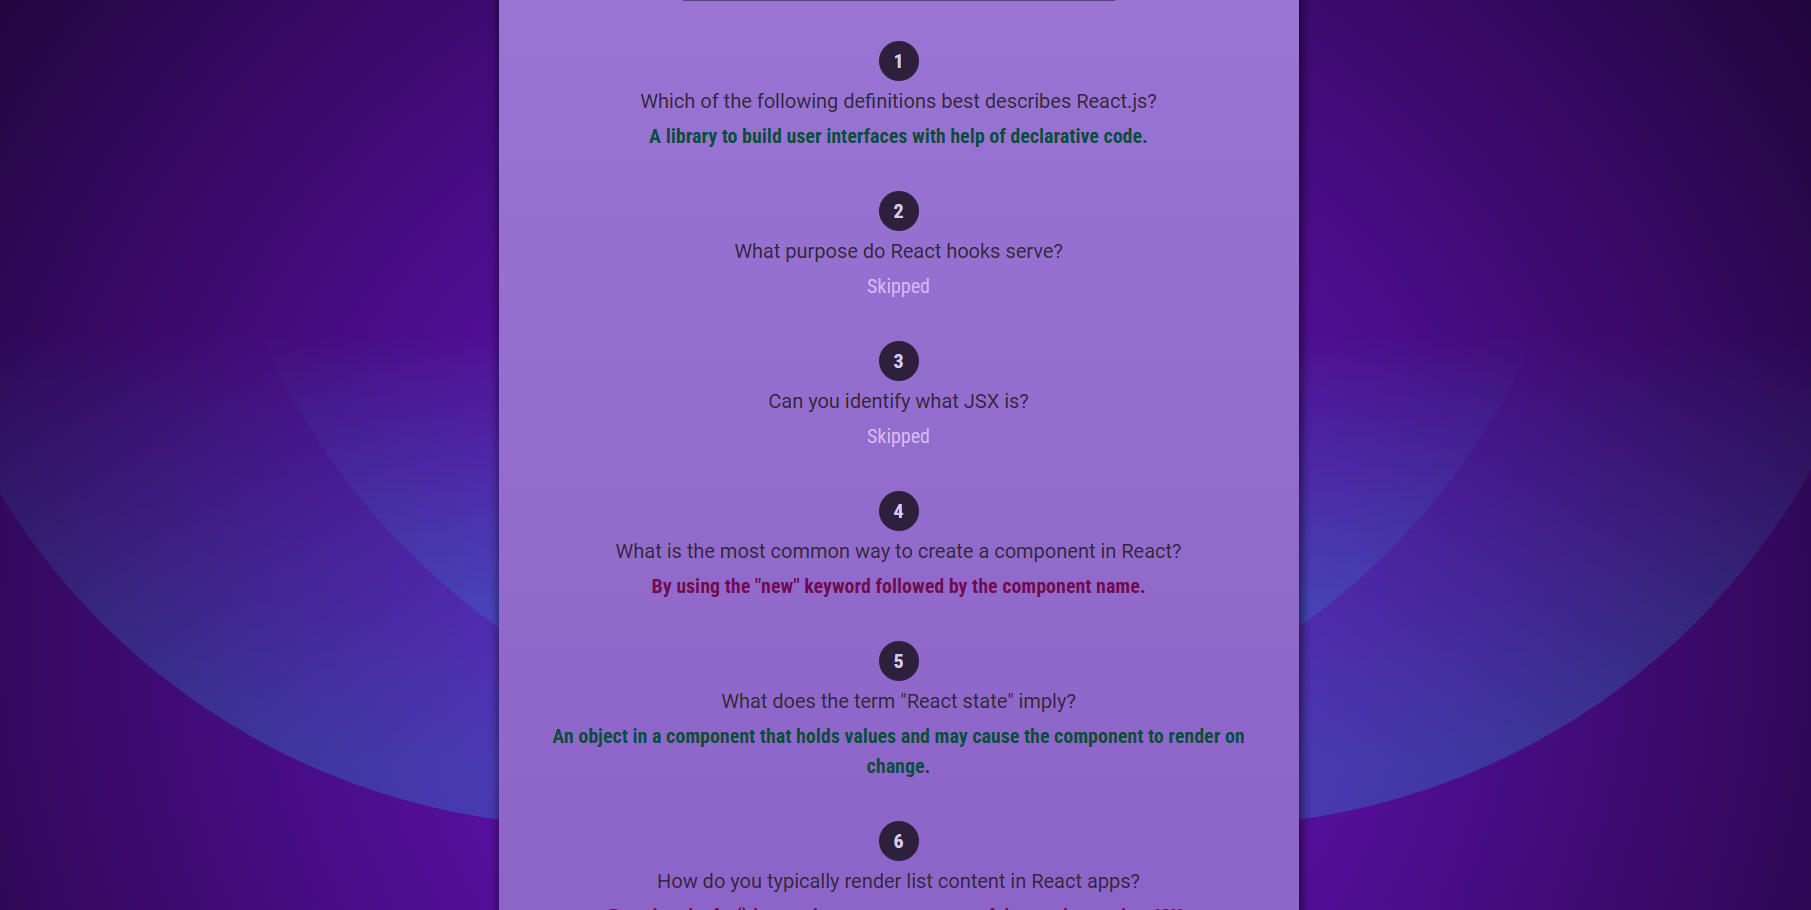 1
Which of the following definitions best describes React.js?
A library to build user interfaces with help of declarative code.
2
What purpose do React hooks serve?
Skipped
3
Can you identify what JSX is?
Skipped
4
What is the most common way to create a component in React?
By using the "new" keyword followed by the component name.
5
What does the term "React state" imply?
An object in a component that holds values and may cause the component to render on
change.
6
How do you typically render list content in React apps?